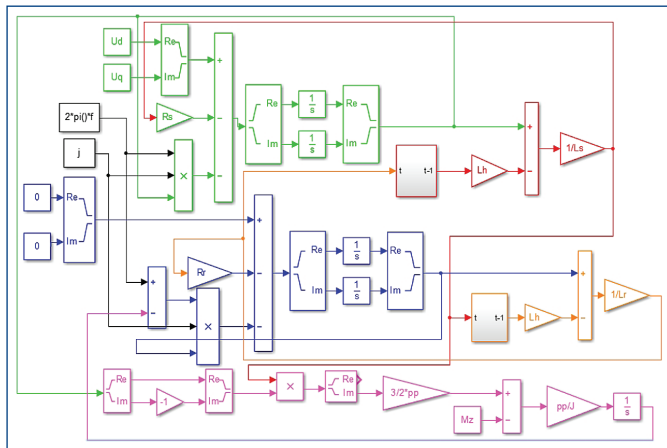 Ud
Re
Im
Uq
2*pi()*f
Rs
j
×
+
−
−
Re
Im
1/s
1/s
Re
Im
t t-1
Lh
+
−
1/Ls
0
0
Re
Im
Rr
+
−
×
+
−
−
Re
Im
1/s
1/s
Re
Im
t t-1
Lh
+
−
1/Lr
Re
Im
-1
Re
Im
×
Re
Im
3/2*pp
Mz
+
−
pp/J
1/s